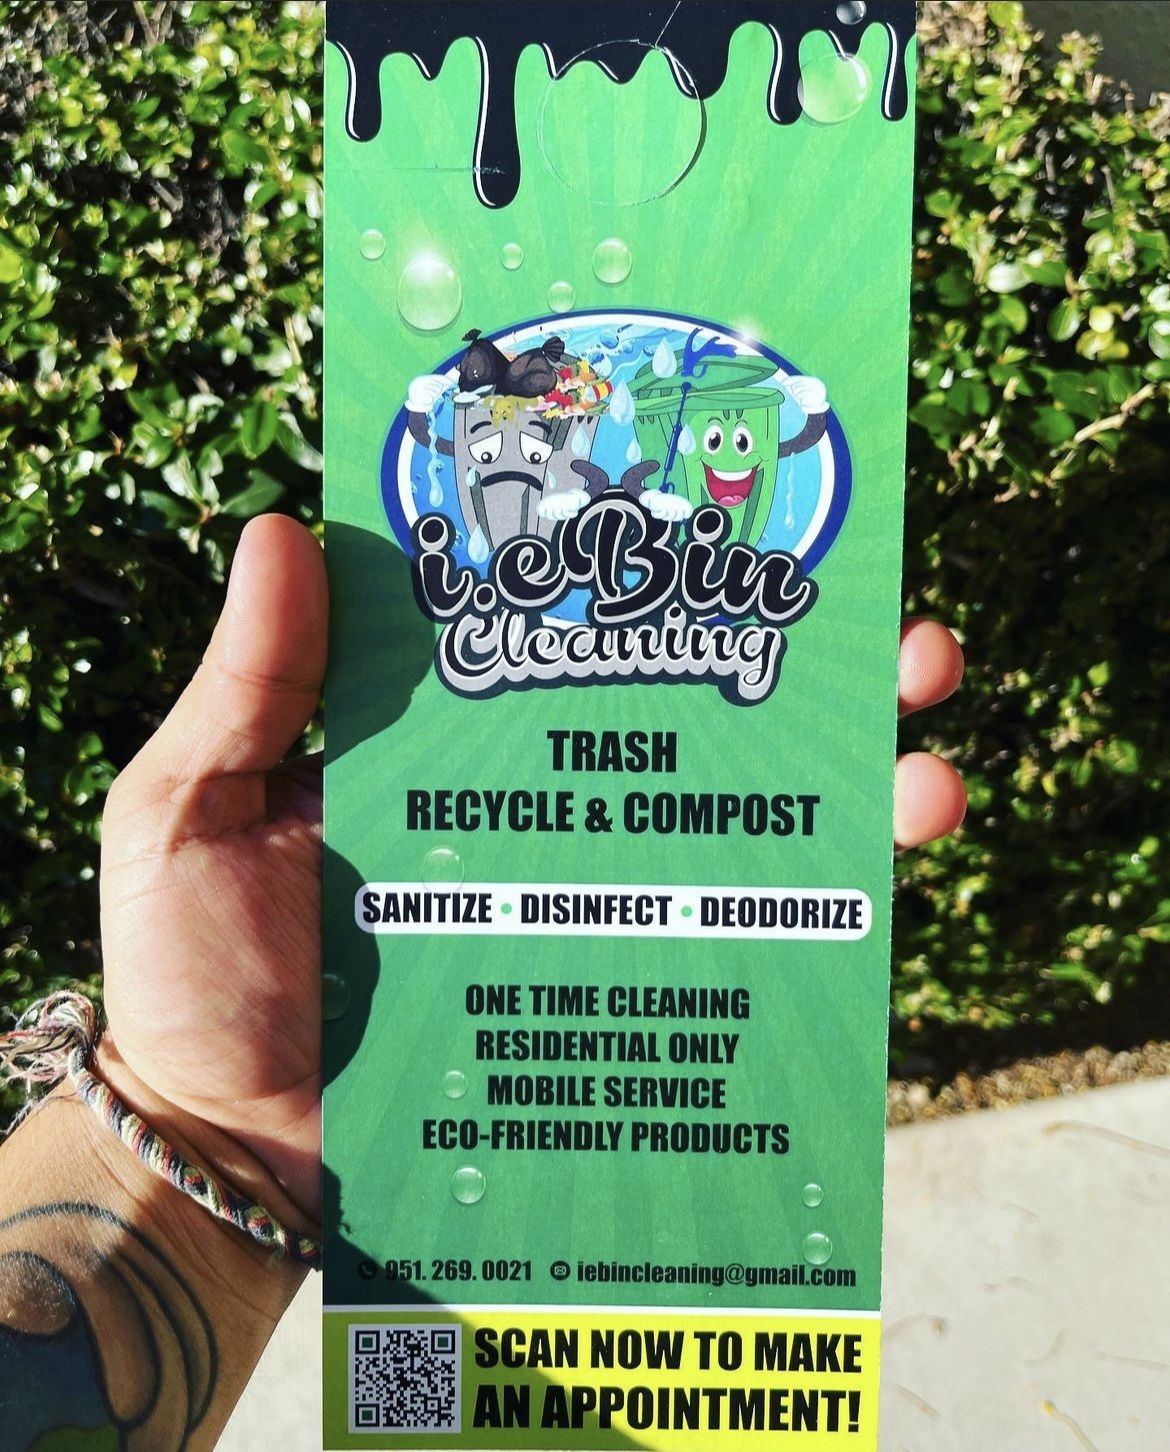 i.e Bin
Cleaning
TRASH
RECYCLE & COMPOST
SANITIZE • DISINFECT • DEODORIZE
ONE TIME CLEANING
RESIDENTIAL ONLY
MOBILE SERVICE
ECO-FRIENDLY PRODUCTS
951. 269. 0021 iebincleaning@gmail.com
SCAN NOW TO MAKE
AN APPOINTMENT!